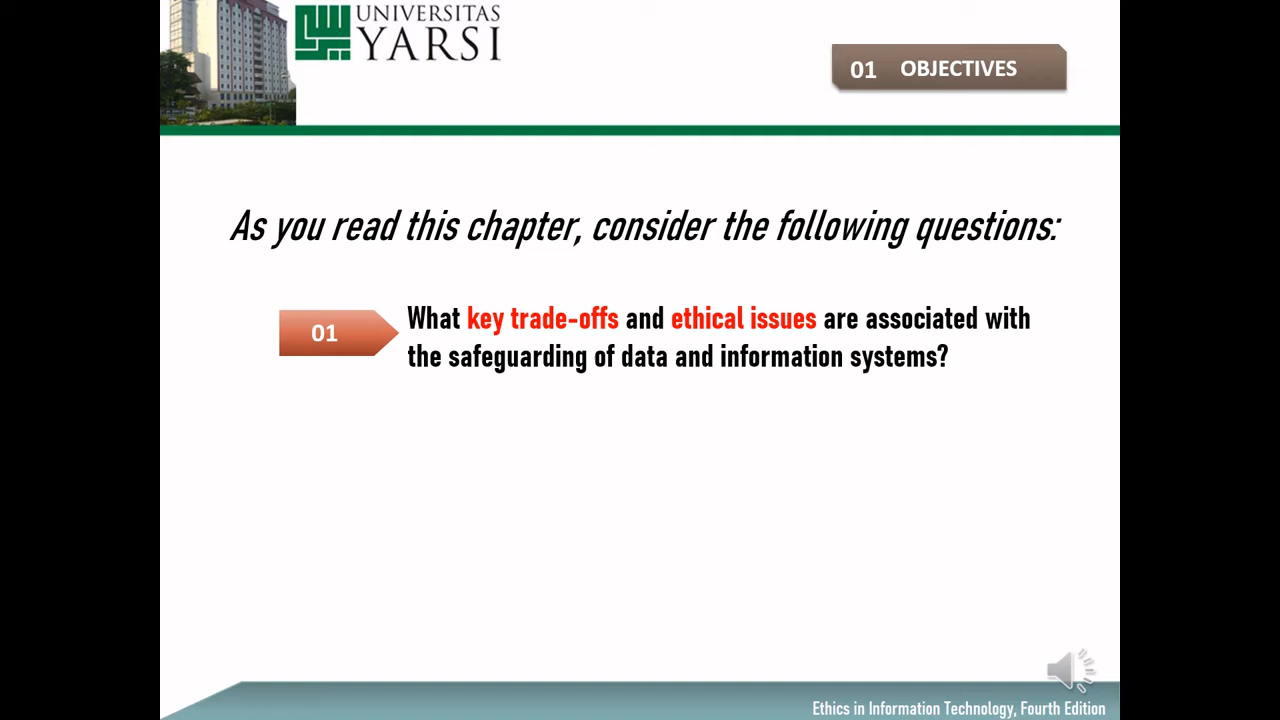 UNIVERSITAS
YARSI
01 OBJECTIVES
As you read this chapter, consider the following questions:
01
What key trade-offs and ethical issues are associated with
the safeguarding of data and information systems?
Ethics in Information Technology, Fourth Edition